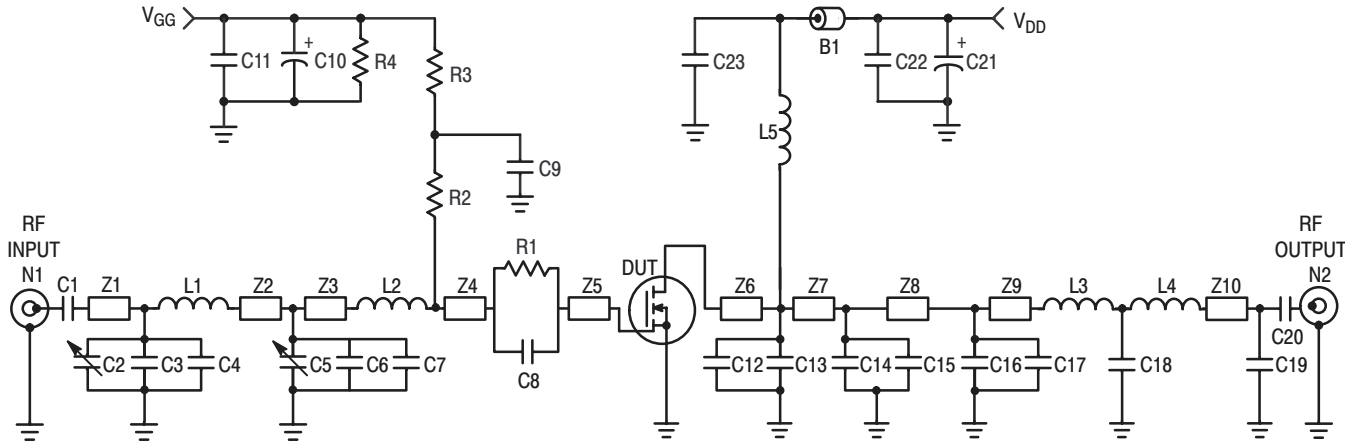 V_GG
V_DD
+
+
B1
C11
C10
R4
R3
C23
C22
C21
L5
C9
R2
RF
INPUT
N1
RF
OUTPUT
N2
R1
DUT
C1
Z1
L1
Z2
Z3
L2
Z4
Z5
Z6
Z7
Z8
Z9
L3
L4
Z10
C20
C2
C3
C4
C5
C6
C7
C8
C12
C13
C14
C15
C16
C17
C18
C19